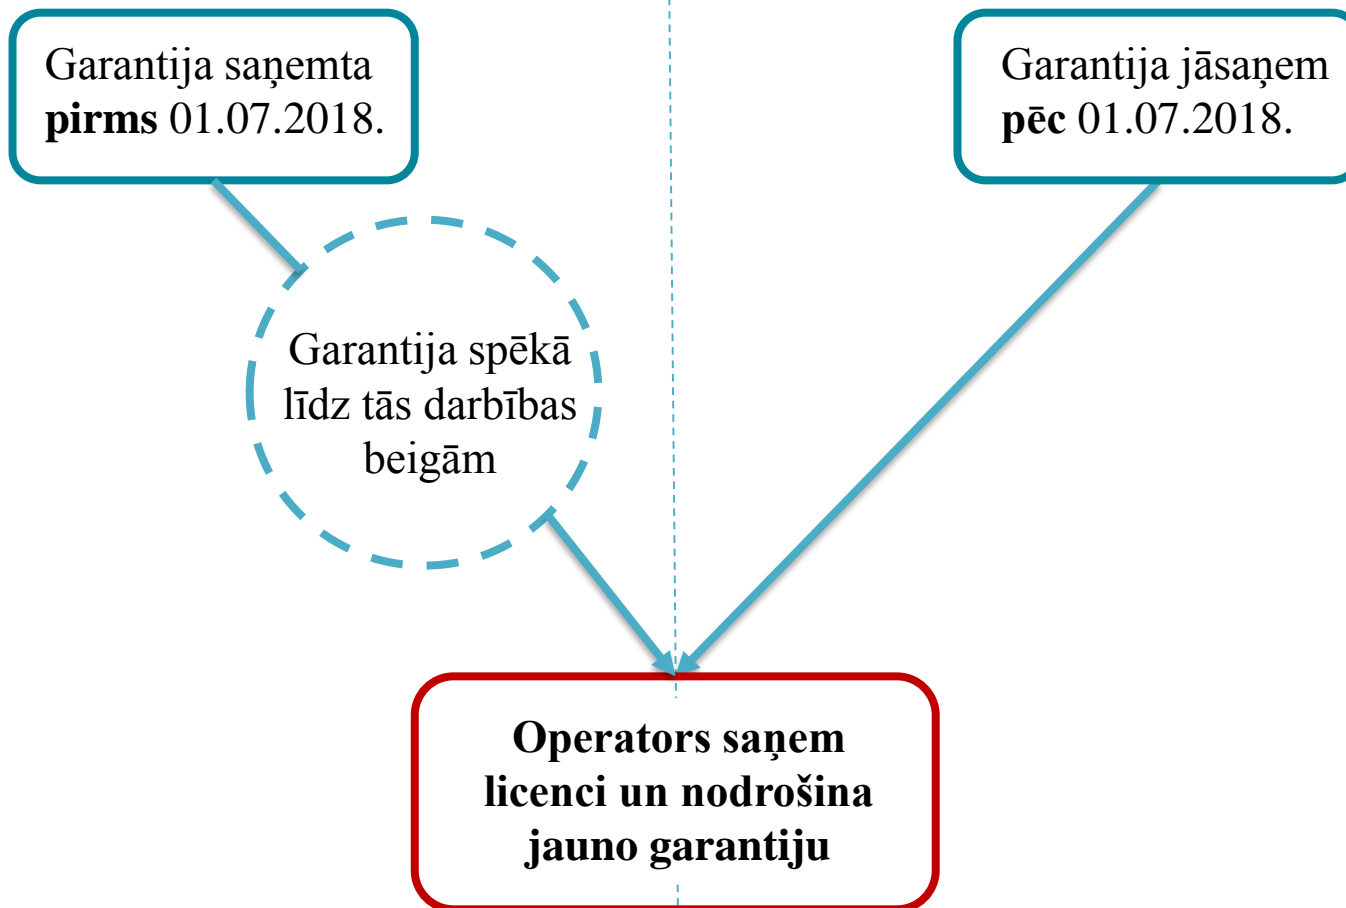 Garantija saņemta
pirms 01.07.2018.
Garantija jāsaņem
pēc 01.07.2018.
Garantija spēkā
līdz tās darbības
beigām
Operators saņem
licenci un nodrošina
jauno garantiju